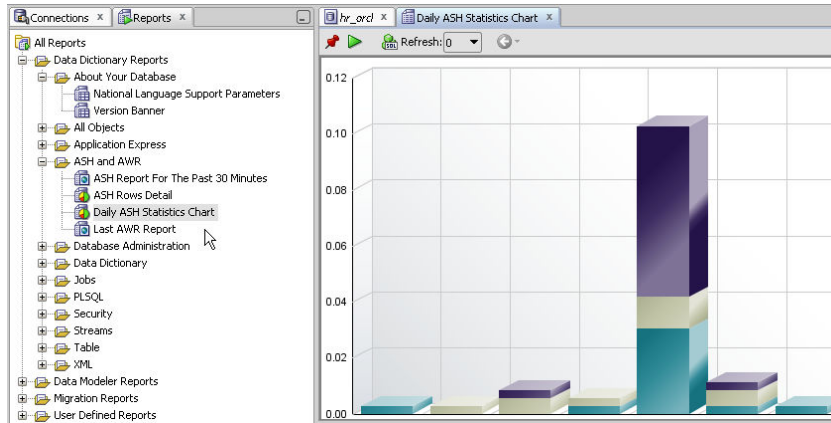 Connections x Reports x
All Reports
Data Dictionary Reports
About Your Database
National Language Support Parameters
Version Banner
All Objects
Application Express
ASH and AWR
ASH Report For The Past 30 Minutes
ASH Rows Detail
Daily ASH Statistics Chart
Last AWR Report
Database Administration
Data Dictionary
Jobs
PLSQL
Security
Streams
Table
XML
Data Modeler Reports
Migration Reports
User Defined Reports
hr_orcl x Daily ASH Statistics Chart x
SQL Refresh: 0
0.12
0.10
0.08
0.06
0.04
0.02
0.00